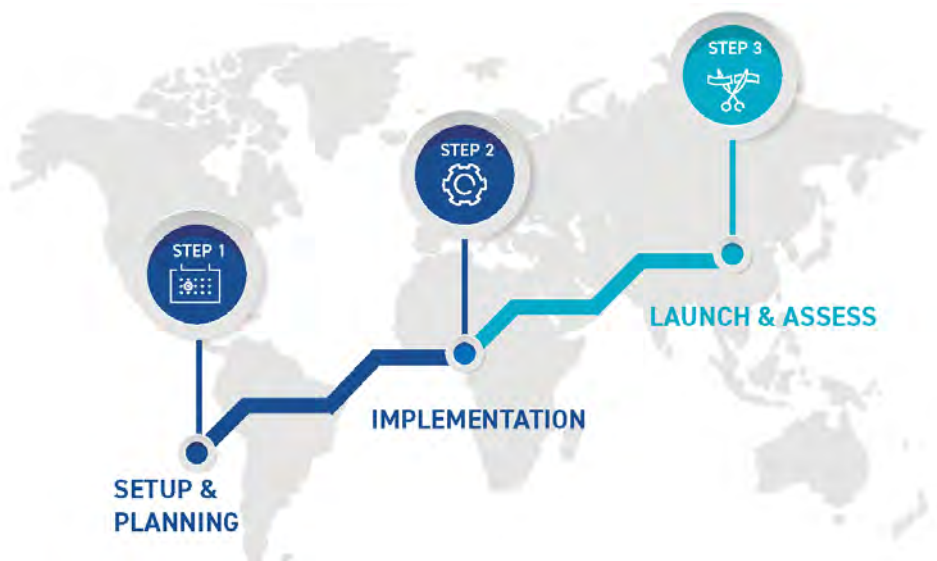 STEP 1
SETUP &
PLANNING
STEP 2
IMPLEMENTATION
STEP 3
LAUNCH & ASSESS